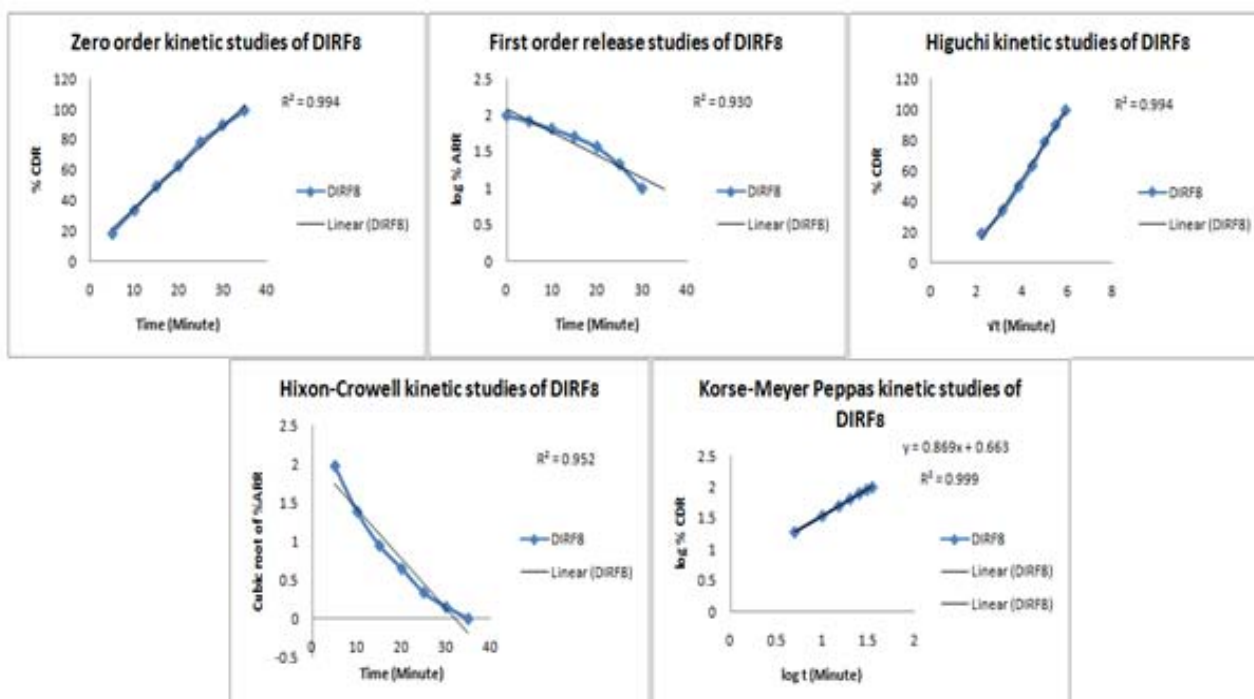 Zero order kinetic studies of DIRF8
120
100
80
60
40
20
0
% CDR
R² = 0.994
DIRF8
Linear (DIRF8)
0 10 20 30 40
Time (Minute)
First order release studies of DIRF8
2.5
2
1.5
1
0.5
0
log % ARR
R² = 0.930
DIRF8
Linear (DIRF8)
0 10 20 30 40
Time (Minute)
Higuchi kinetic studies of DIRF8
120
100
80
60
40
20
0
% CDR
R² = 0.994
DIRF8
Linear (DIRF8)
0 2 4 6 8
√t (Minute)
Hixon-Crowell kinetic studies of DIRF8
2.5
2
1.5
1
0.5
0
-0.5
Cubic root of %ARR
R² = 0.952
DIRF8
Linear (DIRF8)
0 10 20 30 40
Time (Minute)
Korse-Meyer Peppas kinetic studies of
DIRF8
y = 0.869x + 0.663
R² = 0.999
2.5
2
1.5
1
0.5
0
log % CDR
DIRF8
Linear (DIRF8)
Linear (DIRF8)
0 0.5 1 1.5 2
log t (Minute)